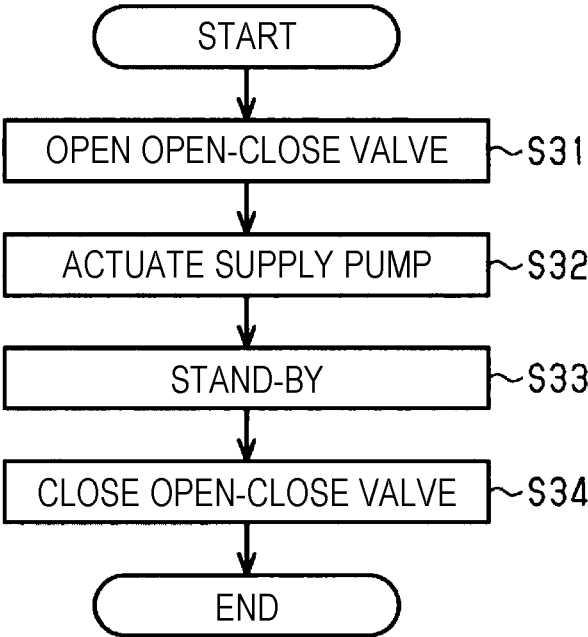 START
OPEN OPEN-CLOSE VALVE
S31
ACTUATE SUPPLY PUMP
S32
STAND-BY
S33
CLOSE OPEN-CLOSE VALVE
S34
END